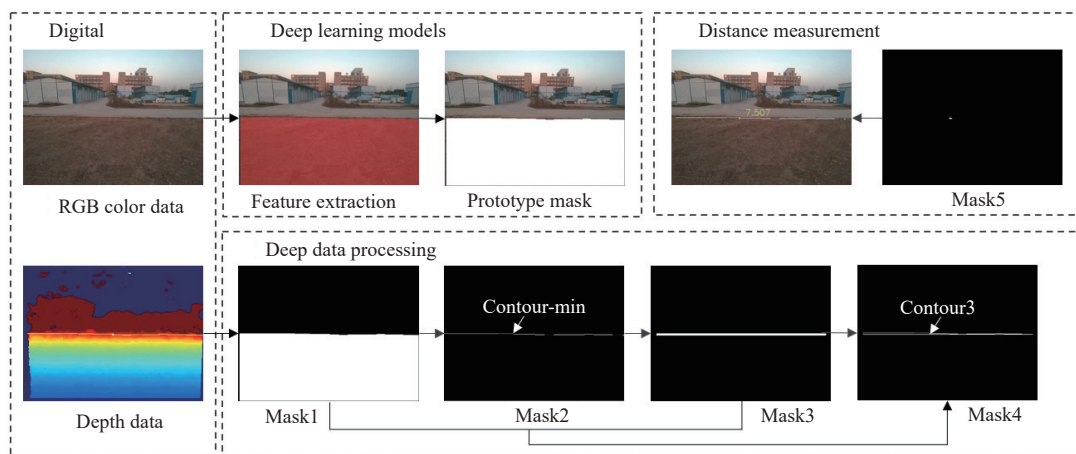 Digital
RGB color data
Depth data
Deep learning models
Feature extraction
Prototype mask
Distance measurement
7.507
Mask5
Deep data processing
Contour-min
Contour3
Mask1
Mask2
Mask3
Mask4